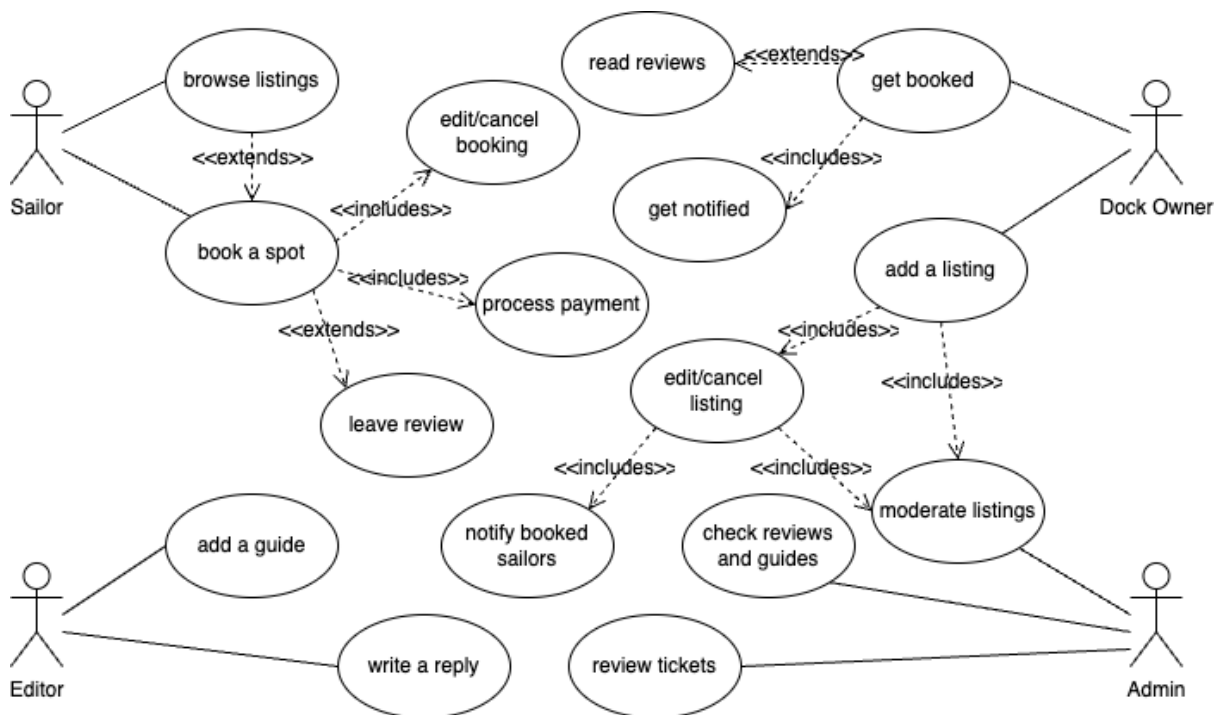 browse listings
<<extends>>
Sailor
book a spot
edit/cancel
booking
<<includes>>
<<includes>>
process payment
<<extends>>
leave review
read reviews
<<extends>>
get booked
<<includes>>
get notified
Dock Owner
add a listing
<<includes>>
edit/cancel
listing
<<includes>>
<<includes>>
<<includes>>
moderate listings
notify booked
sailors
check reviews
and guides
add a guide
Editor
write a reply
review tickets
Admin